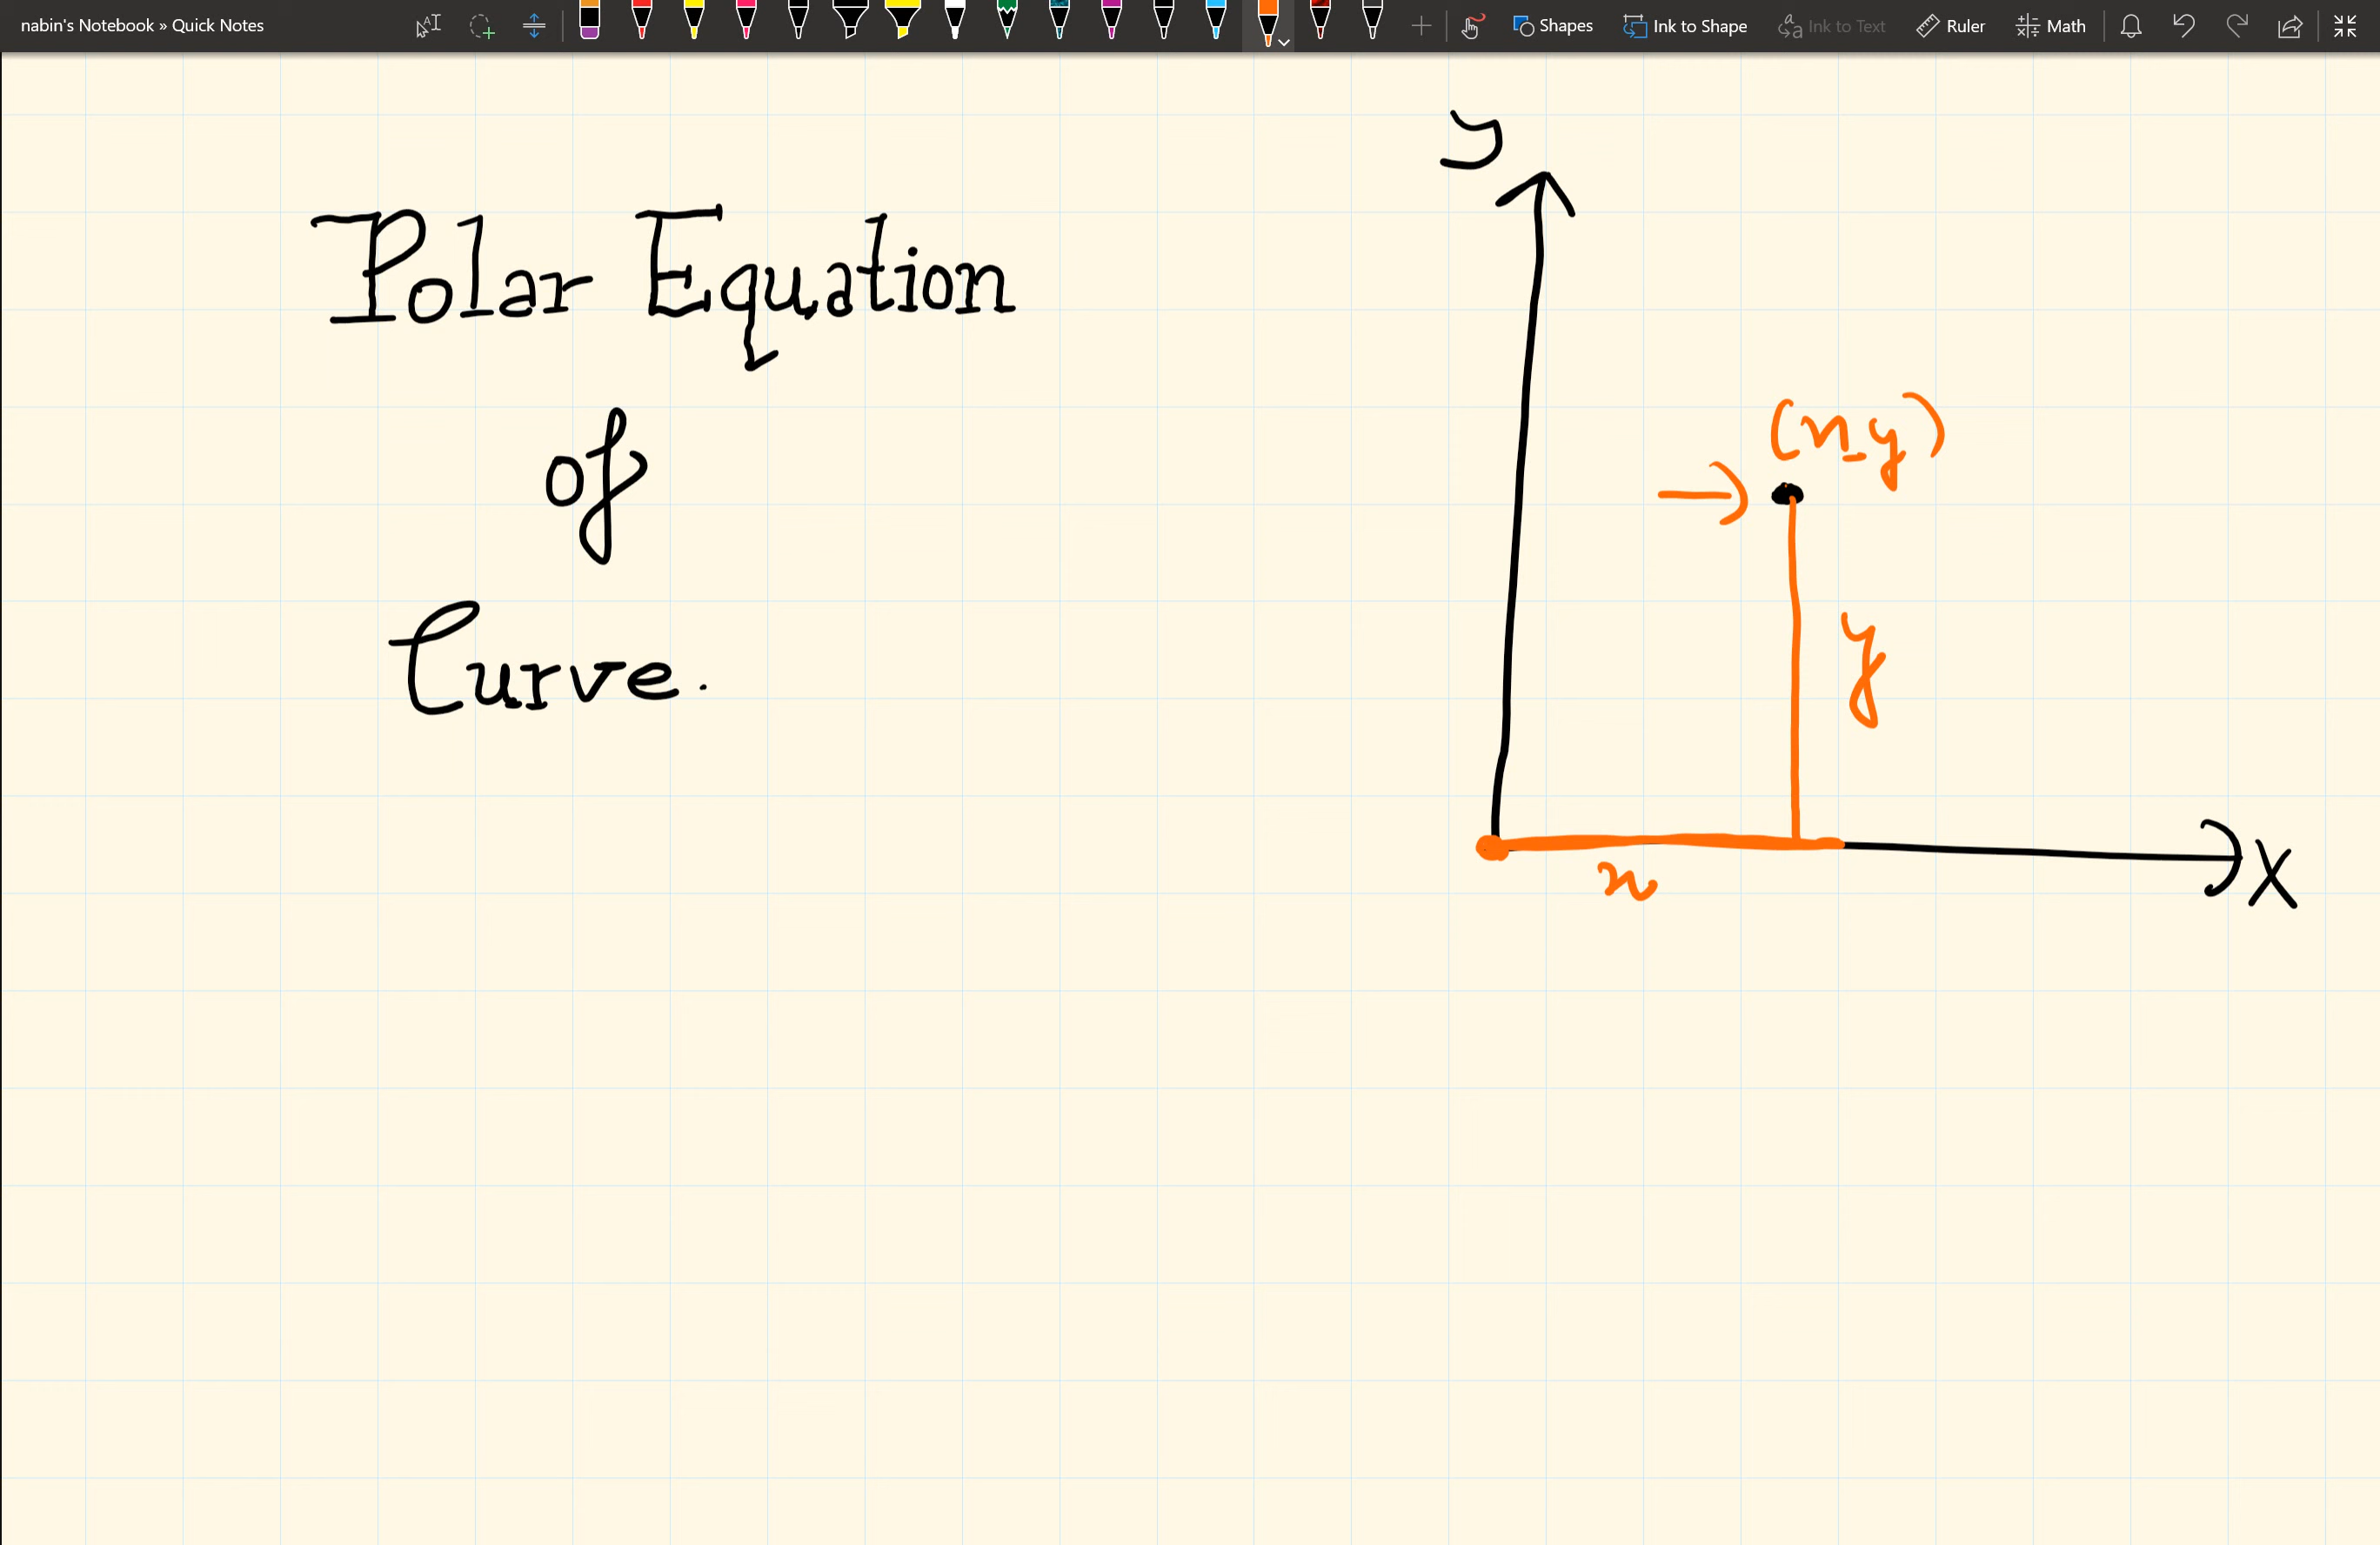 nabin's Notebook » Quick Notes
Shapes
Ink to Shape
Ink to Text
Ruler
Math
Polar Equation
of
Curve.
y
(x, y)
y
x
X